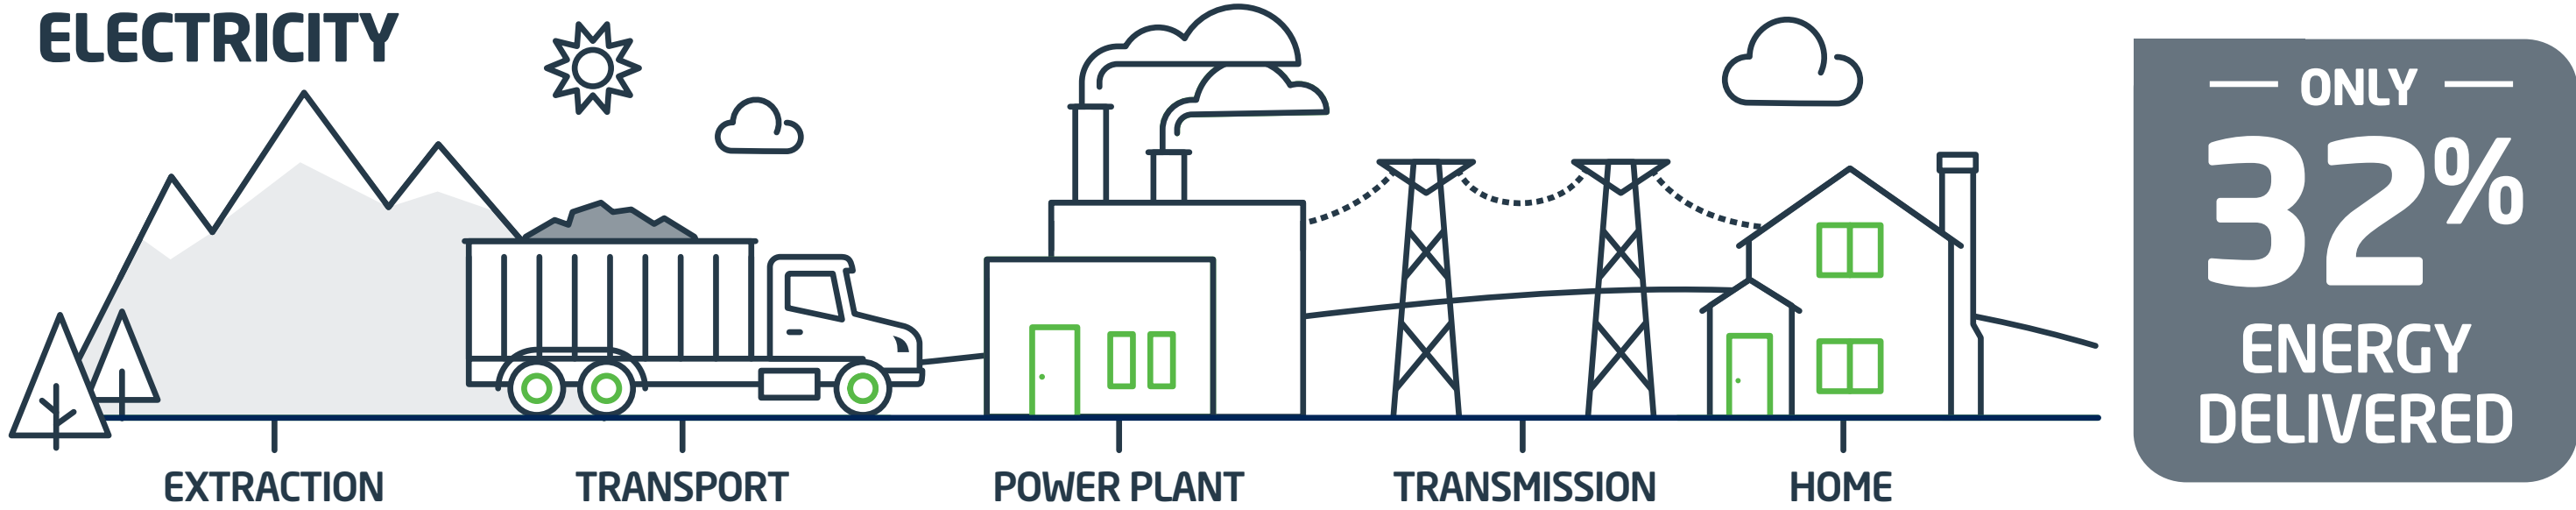 ELECTRICITY
EXTRACTION
TRANSPORT
POWER PLANT
TRANSMISSION
HOME
ONLY
32%
ENERGY
DELIVERED